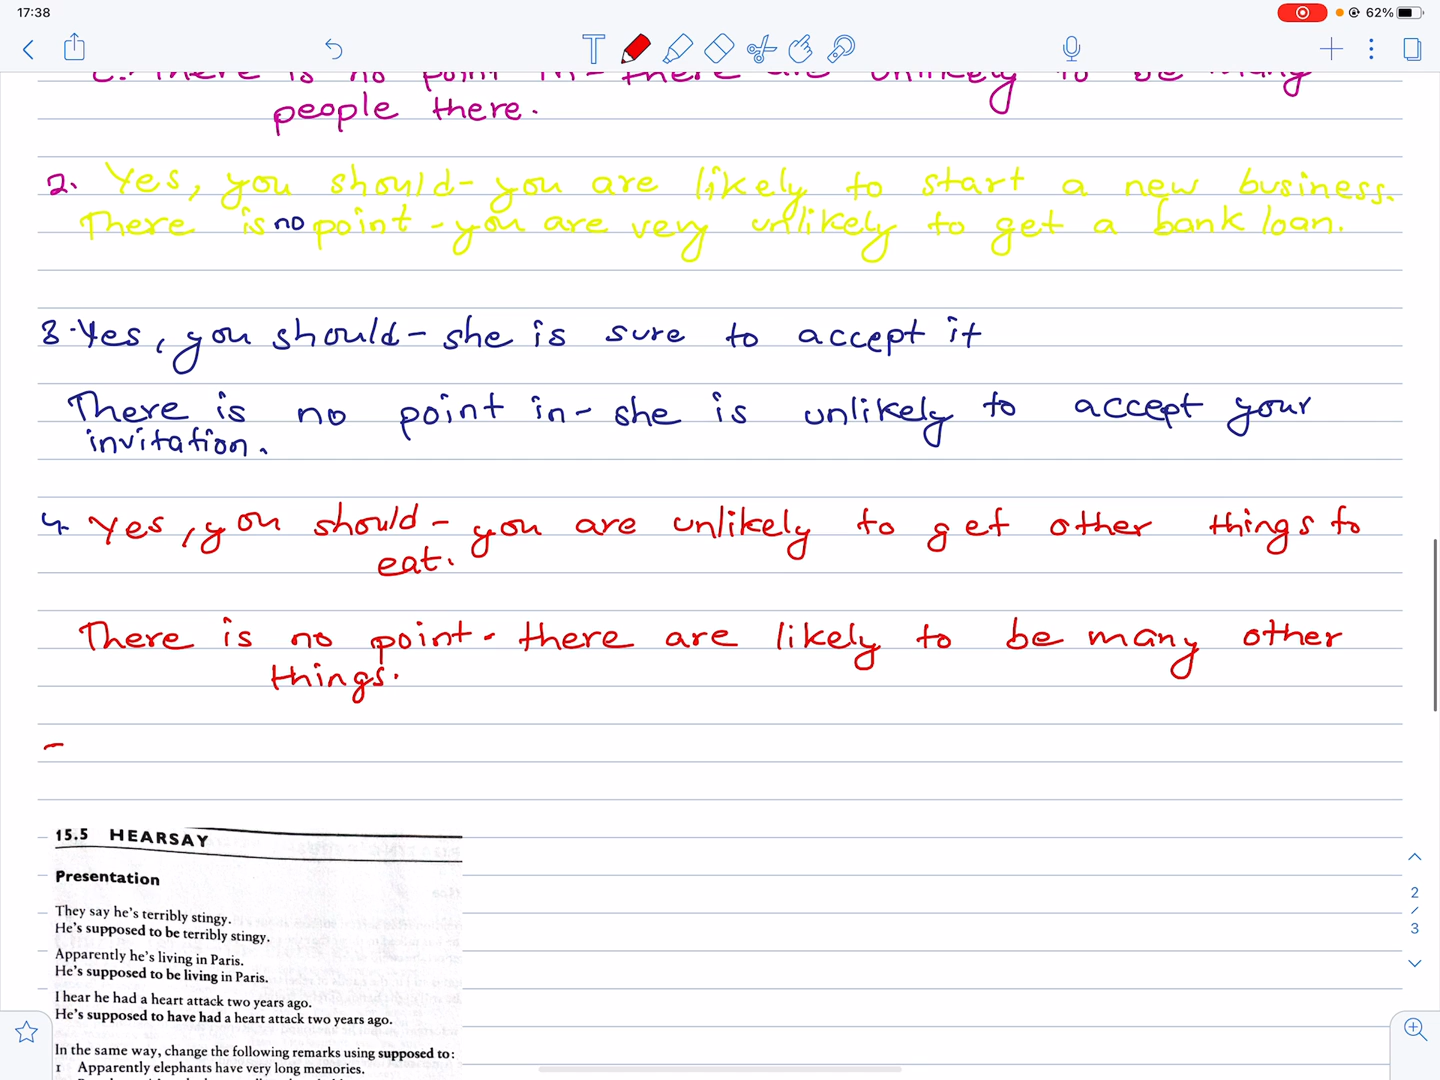 17:38
62%
people there.
2. Yes, you should - you are likely to start a new business.
There is no point - you are very unlikely to get a bank loan.
3. Yes, you should - she is sure to accept it
There is no point in - she is unlikely to accept your
invitation.
4. Yes, you should - you are unlikely to get other things to
eat.
There is no point - there are likely to be many other
things.
15.5 HEARSAY
Presentation
They say he's terribly stingy.
He's supposed to be terribly stingy.
Apparently he's living in Paris.
He's supposed to be living in Paris.
I hear he had a heart attack two years ago.
He's supposed to have had a heart attack two years ago.
In the same way, change the following remarks using supposed to:
1 Apparently elephants have very long memories.
2
/
3